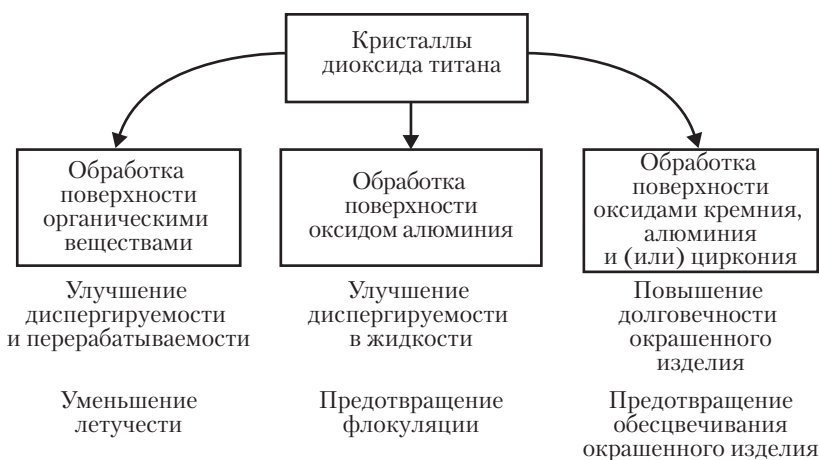 Кристаллы
диоксида титана
Обработка
поверхности
органическими
веществами
Обработка
поверхности
оксидом алюминия
Обработка
поверхности
оксидами кремния,
алюминия
и (или) циркония
Улучшение
диспергируемости
и перерабатываемости
Улучшение
диспергируемости
в жидкости
Повышение
долговечности
окрашенного
изделия
Уменьшение
летучести
Предотвращение
флокуляции
Предотвращение
обесцвечивания
окрашенного изделия